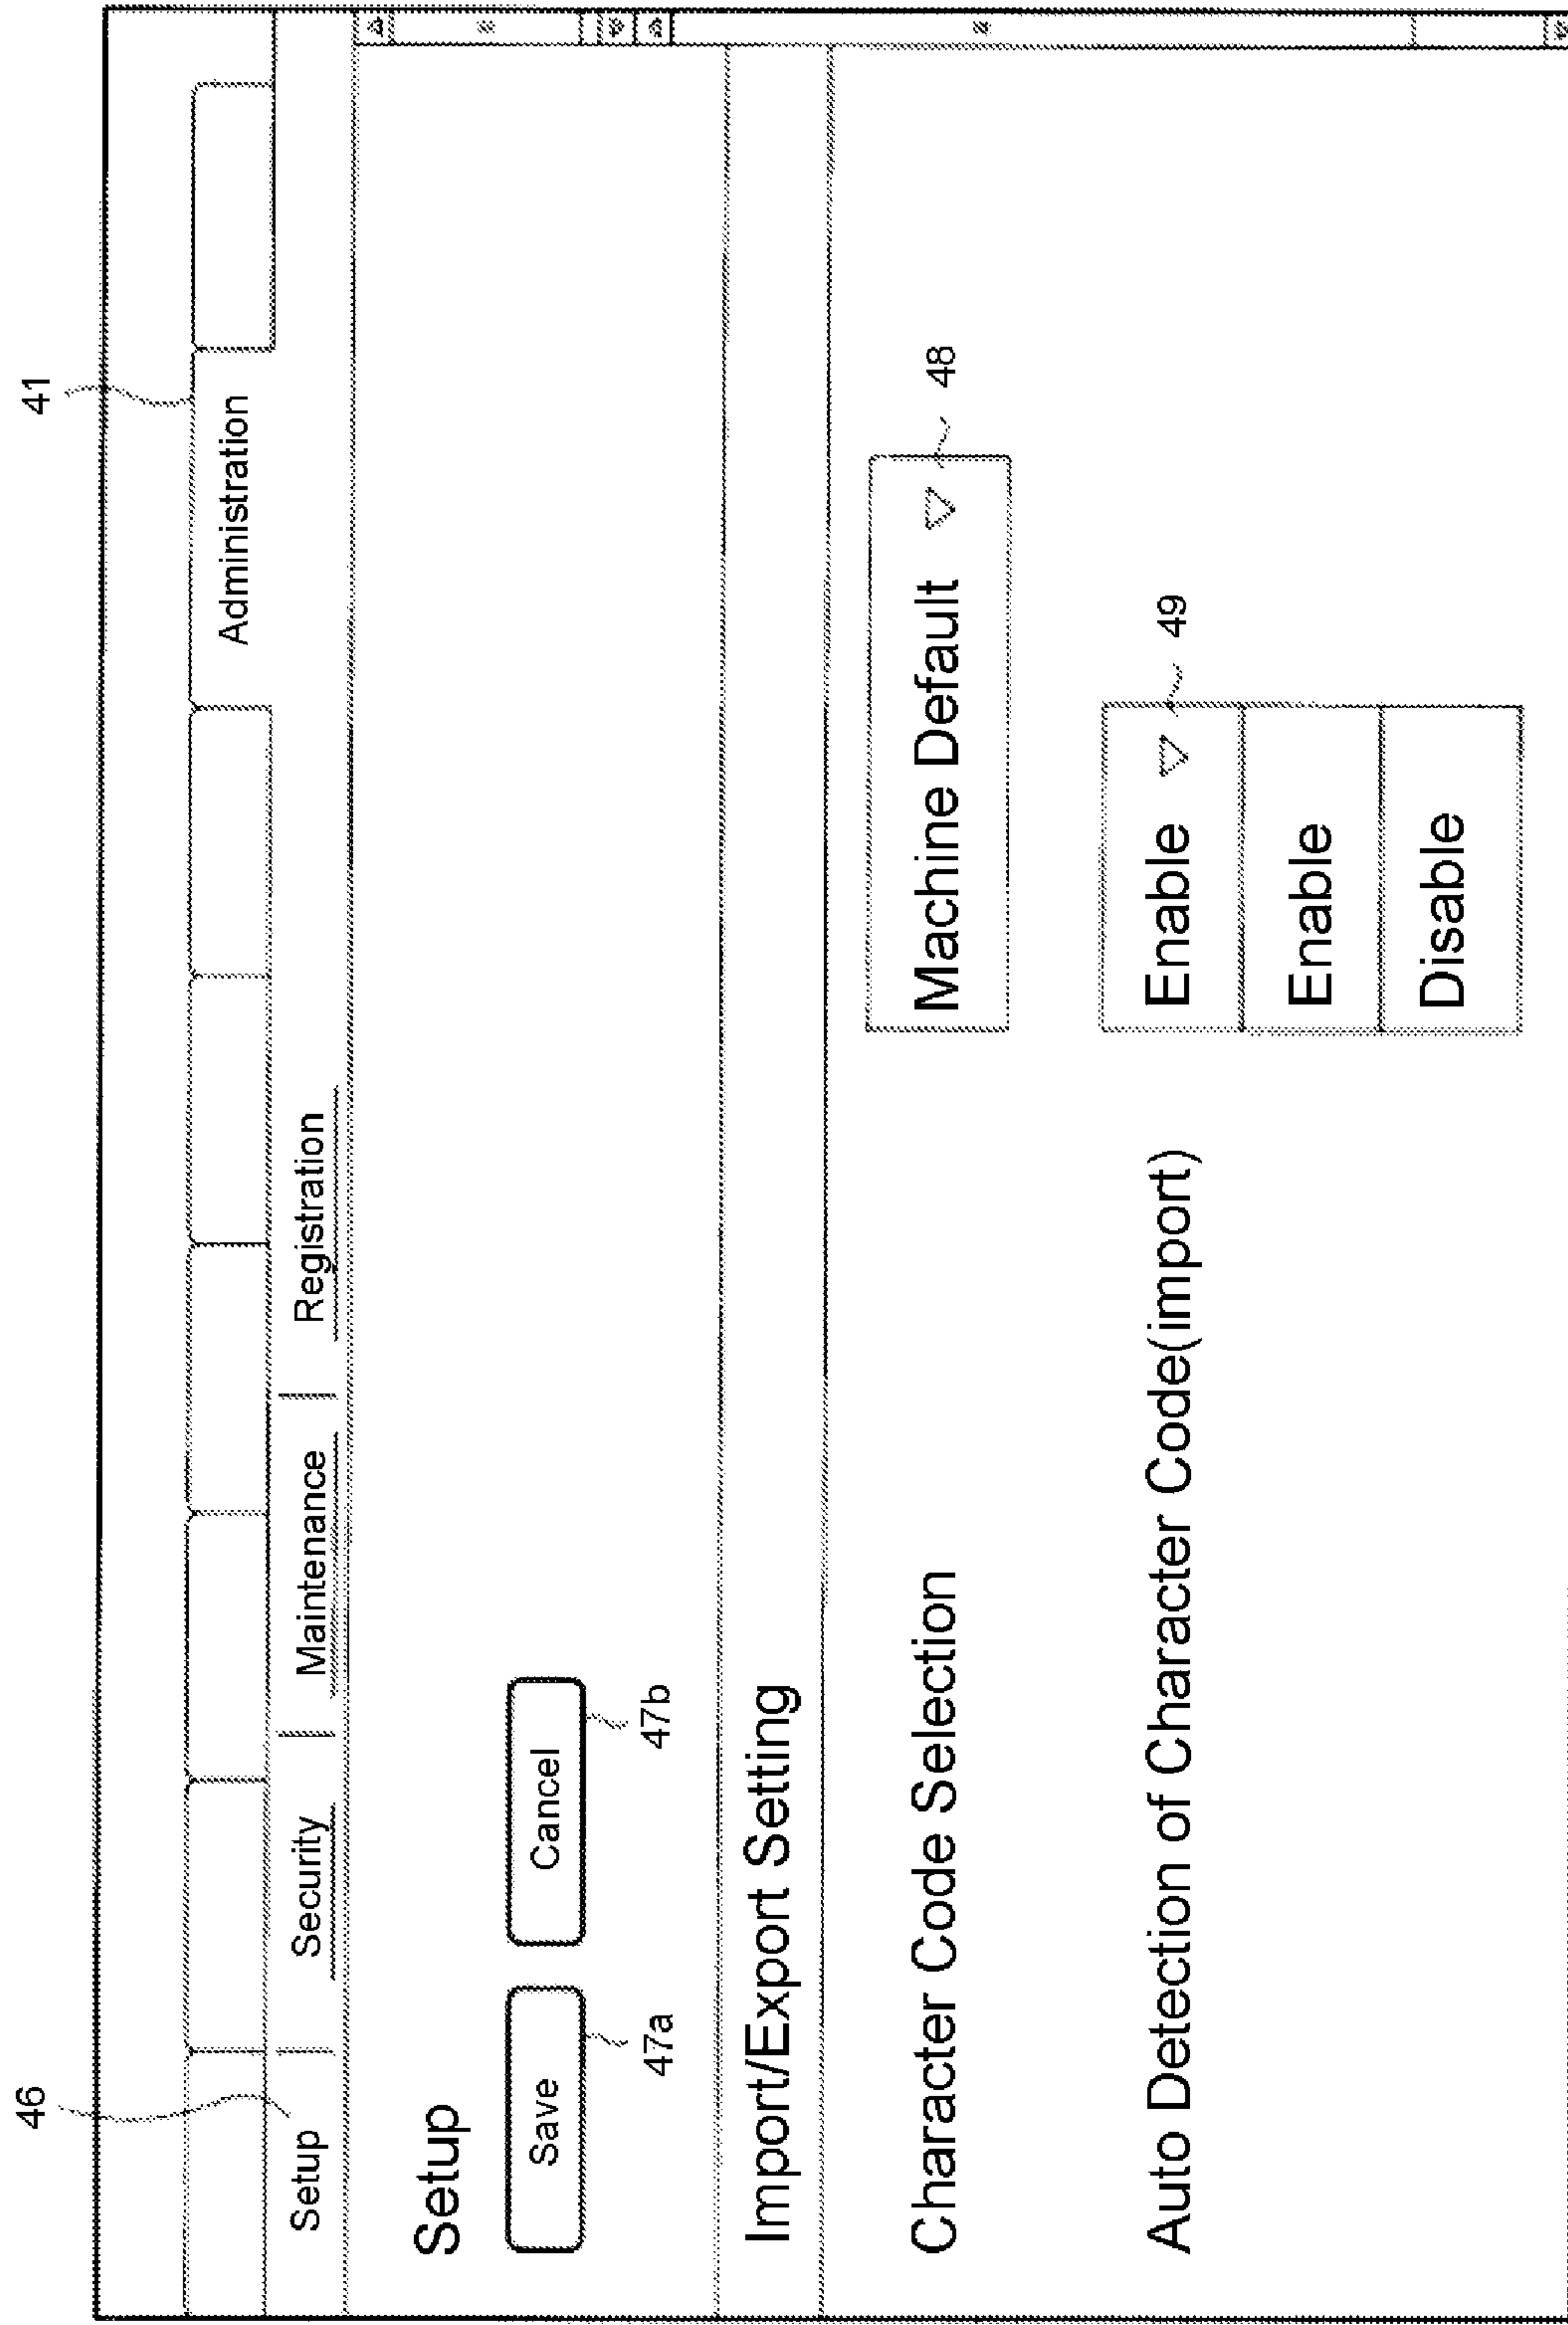 41
Administration
46
Setup
Security
Maintenance
Registration
Setup
Save
Cancel
47a
47b
Import/Export Setting
Character Code Selection
Machine Default
48
Auto Detection of Character Code(import)
Enable
49
Enable
Disable